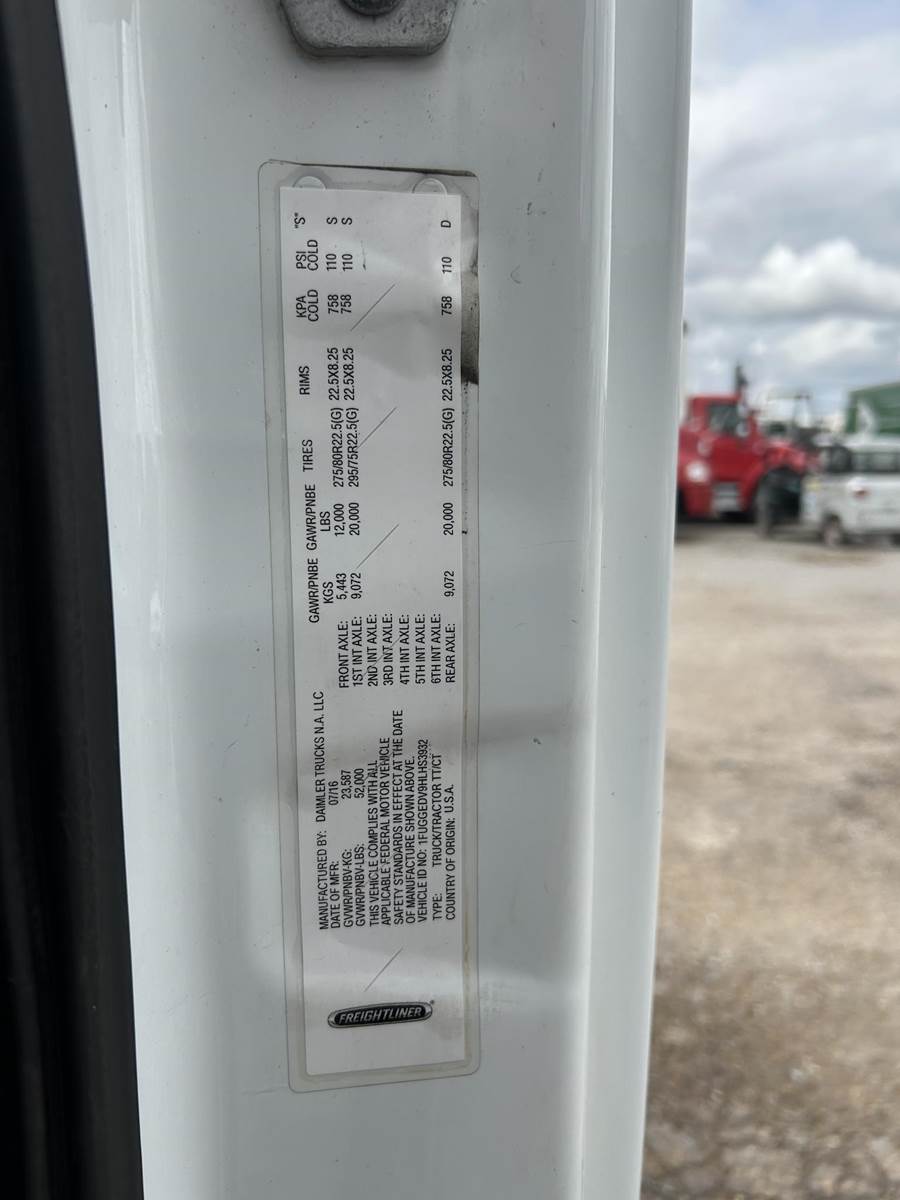 FREIGHTLINER®
MANUFACTURED BY: DAIMLER TRUCKS N.A. LLC
DATE OF MFR: 07/16
GVWR/PNBV-KG: 23,587
GVWR/PNBV-LBS: 52,000
THIS VEHICLE COMPLIES WITH ALL
APPLICABLE FEDERAL MOTOR VEHICLE
SAFETY STANDARDS IN EFFECT AT THE DATE
OF MANUFACTURE SHOWN ABOVE.
VEHICLE ID NO: 1FUGGEDV9HLHS3932
TYPE: TRUCK/TRACTOR TT/CT
COUNTRY OF ORIGIN: U.S.A.
GAWR/PNBE GAWR/PNBE TIRES RIMS KPA PSI "S"
KGS LBS COLD COLD
FRONT AXLE: 5,443 12,000 275/80R22.5(G) 22.5X8.25 758 110 S
1ST INT AXLE: 9,072 20,000 295/75R22.5(G) 22.5X8.25 758 110 S
2ND INT AXLE:
3RD INT AXLE:
4TH INT AXLE:
5TH INT AXLE:
6TH INT AXLE:
REAR AXLE: 9,072 20,000 275/80R22.5(G) 22.5X8.25 758 110 D